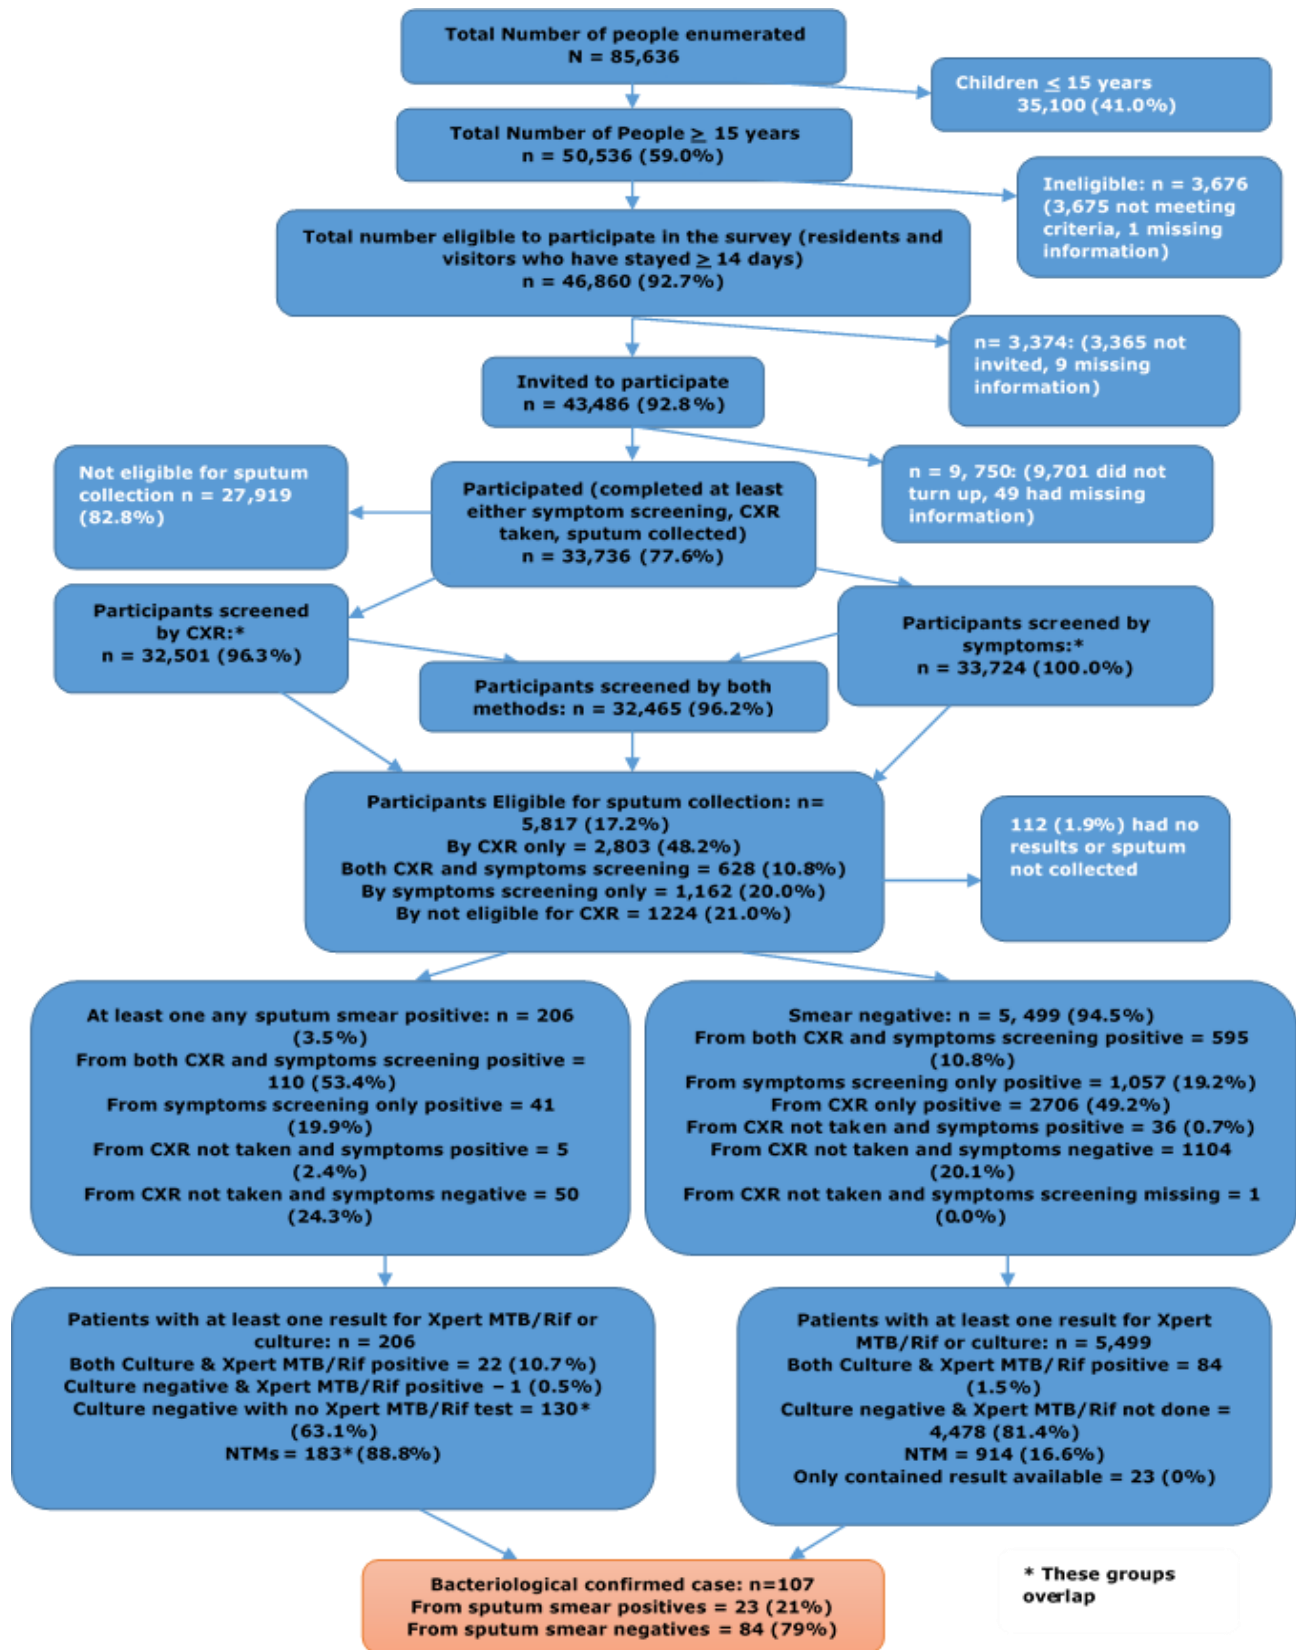 Total Number of people enumerated
N = 85,636
Children ≤ 15 years
35,100 (41.0%)
Total Number of People ≥ 15 years
n = 50,536 (59.0%)
Ineligible: n = 3,676
(3,675 not meeting
criteria, 1 missing
information)
Total number eligible to participate in the survey (residents and
visitors who have stayed ≥ 14 days)
n = 46,860 (92.7%)
n= 3,374: (3,365 not
invited, 9 missing
information)
Invited to participate
n = 43,486 (92.8%)
n = 9, 750: (9,701 did not
turn up, 49 had missing
information)
Not eligible for sputum
collection n = 27,919
(82.8%)
Participated (completed at least
either symptom screening, CXR
taken, sputum collected)
n = 33,736 (77.6%)
Participants screened
by CXR:*
n = 32,501 (96.3%)
Participants screened by
symptoms:*
n = 33,724 (100.0%)
Participants screened by both
methods: n = 32,465 (96.2%)
Participants Eligible for sputum collection: n=
5,817 (17.2%)
By CXR only = 2,803 (48.2%)
Both CXR and symptoms screening = 628 (10.8%)
By symptoms screening only = 1,162 (20.0%)
By not eligible for CXR = 1224 (21.0%)
112 (1.9%) had no
results or sputum
not collected
At least one any sputum smear positive: n = 206
(3.5%)
From both CXR and symptoms screening positive =
110 (53.4%)
From symptoms screening only positive = 41
(19.9%)
From CXR not taken and symptoms positive = 5
(2.4%)
From CXR not taken and symptoms negative = 50
(24.3%)
Smear negative: n = 5, 499 (94.5%)
From both CXR and symptoms screening positive = 595
(10.8%)
From symptoms screening only positive = 1,057 (19.2%)
From CXR only positive = 2706 (49.2%)
From CXR not taken and symptoms positive = 36 (0.7%)
From CXR not taken and symptoms negative = 1104
(20.1%)
From CXR not taken and symptoms screening missing = 1
(0.0%)
Patients with at least one result for Xpert MTB/Rif or
culture: n = 206
Both Culture & Xpert MTB/Rif positive = 22 (10.7%)
Culture negative & Xpert MTB/Rif positive – 1 (0.5%)
Culture negative with no Xpert MTB/Rif test = 130*
(63.1%)
NTMs = 183* (88.8%)
Patients with at least one result for Xpert
MTB/Rif or culture: n = 5,499
Both Culture & Xpert MTB/Rif positive = 84
(1.5%)
Culture negative & Xpert MTB/Rif not done =
4,478 (81.4%)
NTM = 914 (16.6%)
Only contained result available = 23 (0%)
Bacteriological confirmed case: n=107
From sputum smear positives = 23 (21%)
From sputum smear negatives = 84 (79%)
* These groups
overlap